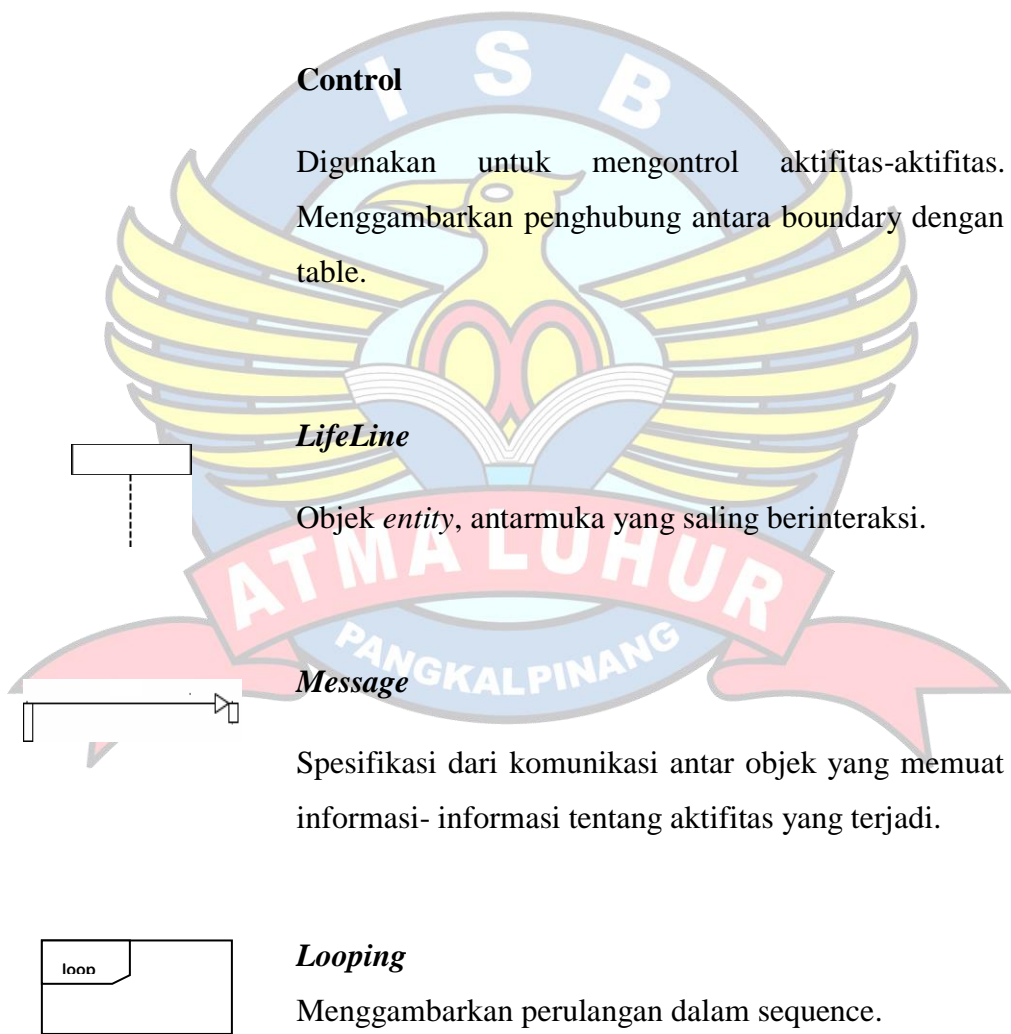 I S B
Control
Digunakan untuk mengontrol aktifitas-aktifitas.
Menggambarkan penghubung antara boundary dengan
table.
LifeLine
Objek entity, antarmuka yang saling berinteraksi.
ATMA LUHUR
PANGKALPINANG
Message
Spesifikasi dari komunikasi antar objek yang memuat
informasi- informasi tentang aktifitas yang terjadi.
loop
Looping
Menggambarkan perulangan dalam sequence.